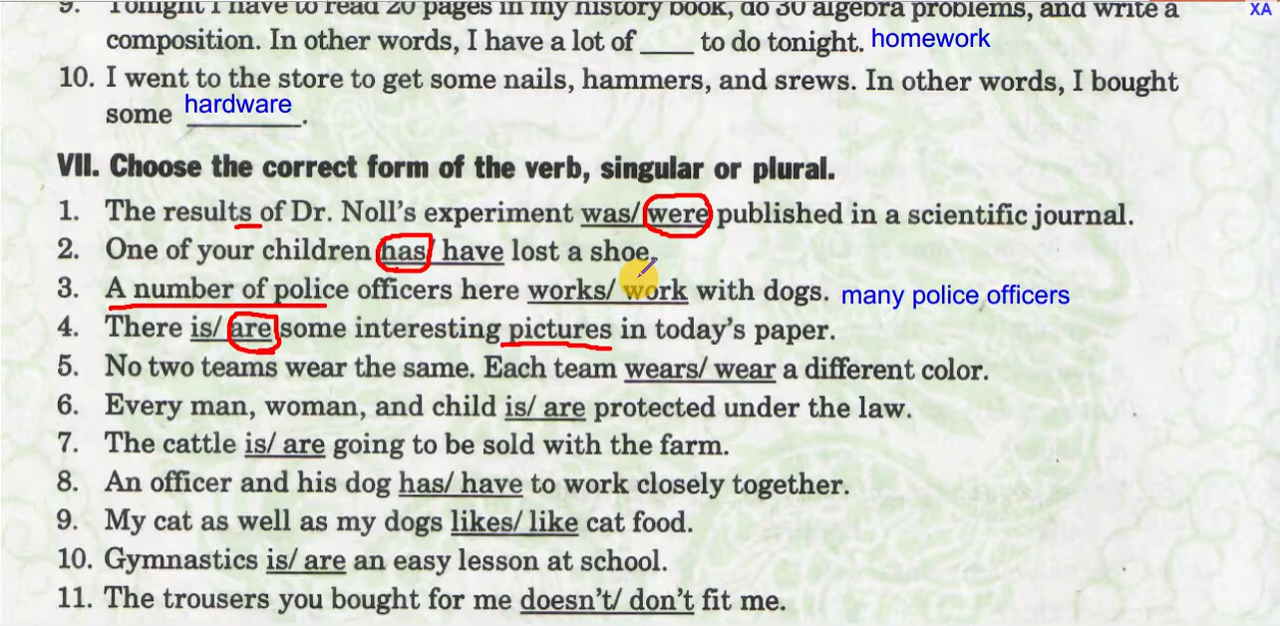 9. Tonight I have to read 20 pages in my history book, do 30 algebra problems, and write a
XA
composition. In other words, I have a lot of ____ to do tonight. homework
10. I went to the store to get some nails, hammers, and srews. In other words, I bought
some hardware.
VII. Choose the correct form of the verb, singular or plural.
1. The results of Dr. Noll's experiment was/ were published in a scientific journal.
2. One of your children has/ have lost a shoe.
3. A number of police officers here works/ work with dogs. many police officers
4. There is/ are some interesting pictures in today's paper.
5. No two teams wear the same. Each team wears/ wear a different color.
6. Every man, woman, and child is/ are protected under the law.
7. The cattle is/ are going to be sold with the farm.
8. An officer and his dog has/ have to work closely together.
9. My cat as well as my dogs likes/ like cat food.
10. Gymnastics is/ are an easy lesson at school.
11. The trousers you bought for me doesn't/ don't fit me.